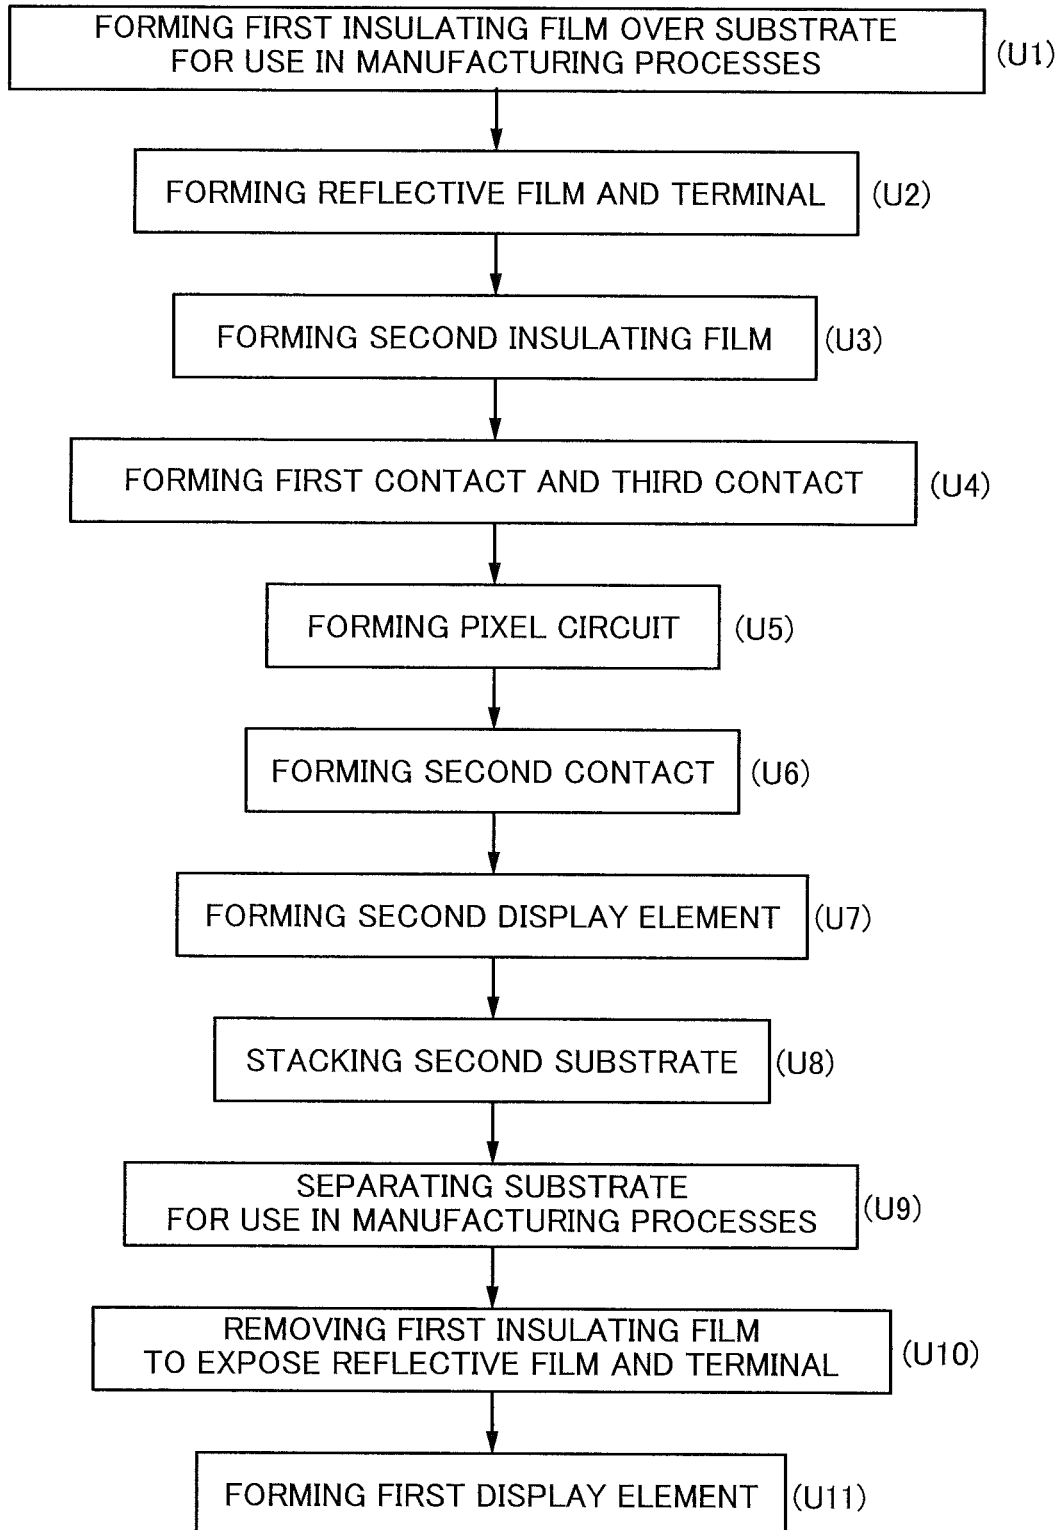 FORMING FIRST INSULATING FILM OVER SUBSTRATE
FOR USE IN MANUFACTURING PROCESSES
(U1)
FORMING REFLECTIVE FILM AND TERMINAL
(U2)
FORMING SECOND INSULATING FILM
(U3)
FORMING FIRST CONTACT AND THIRD CONTACT
(U4)
FORMING PIXEL CIRCUIT
(U5)
FORMING SECOND CONTACT
(U6)
FORMING SECOND DISPLAY ELEMENT
(U7)
STACKING SECOND SUBSTRATE
(U8)
SEPARATING SUBSTRATE
FOR USE IN MANUFACTURING PROCESSES
(U9)
REMOVING FIRST INSULATING FILM
TO EXPOSE REFLECTIVE FILM AND TERMINAL
(U10)
FORMING FIRST DISPLAY ELEMENT
(U11)